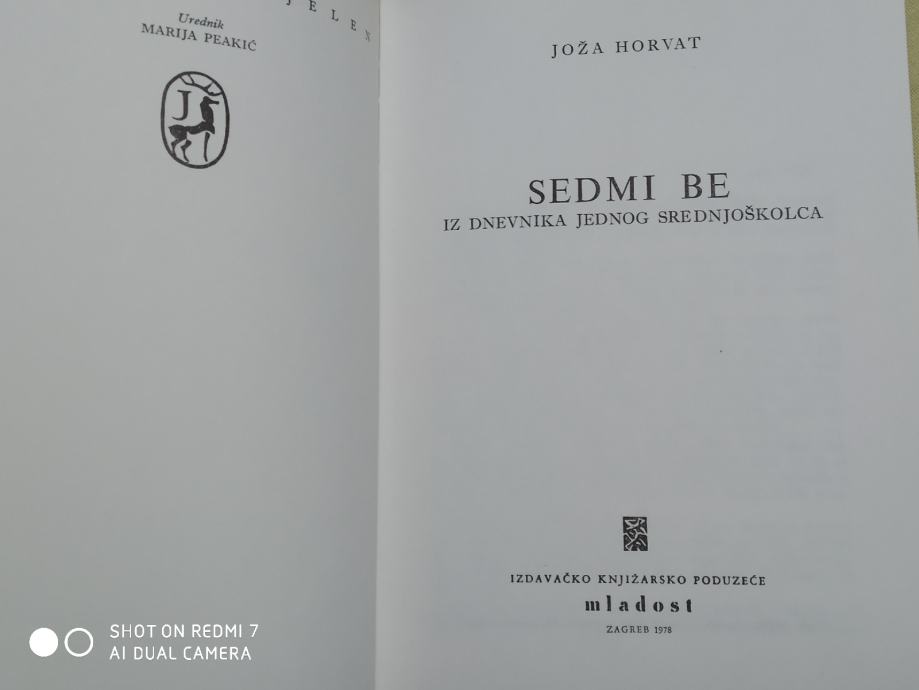 JELEN
Urednik
MARIJA PEAKIĆ
J
JOŽA HORVAT
SEDMI BE
IZ DNEVNIKA JEDNOG SREDNJOŠKOLCA
IZDAVAČKO KNJIŽARSKO PODUZEĆE
mladost
ZAGREB 1978
SHOT ON REDMI 7
AI DUAL CAMERA